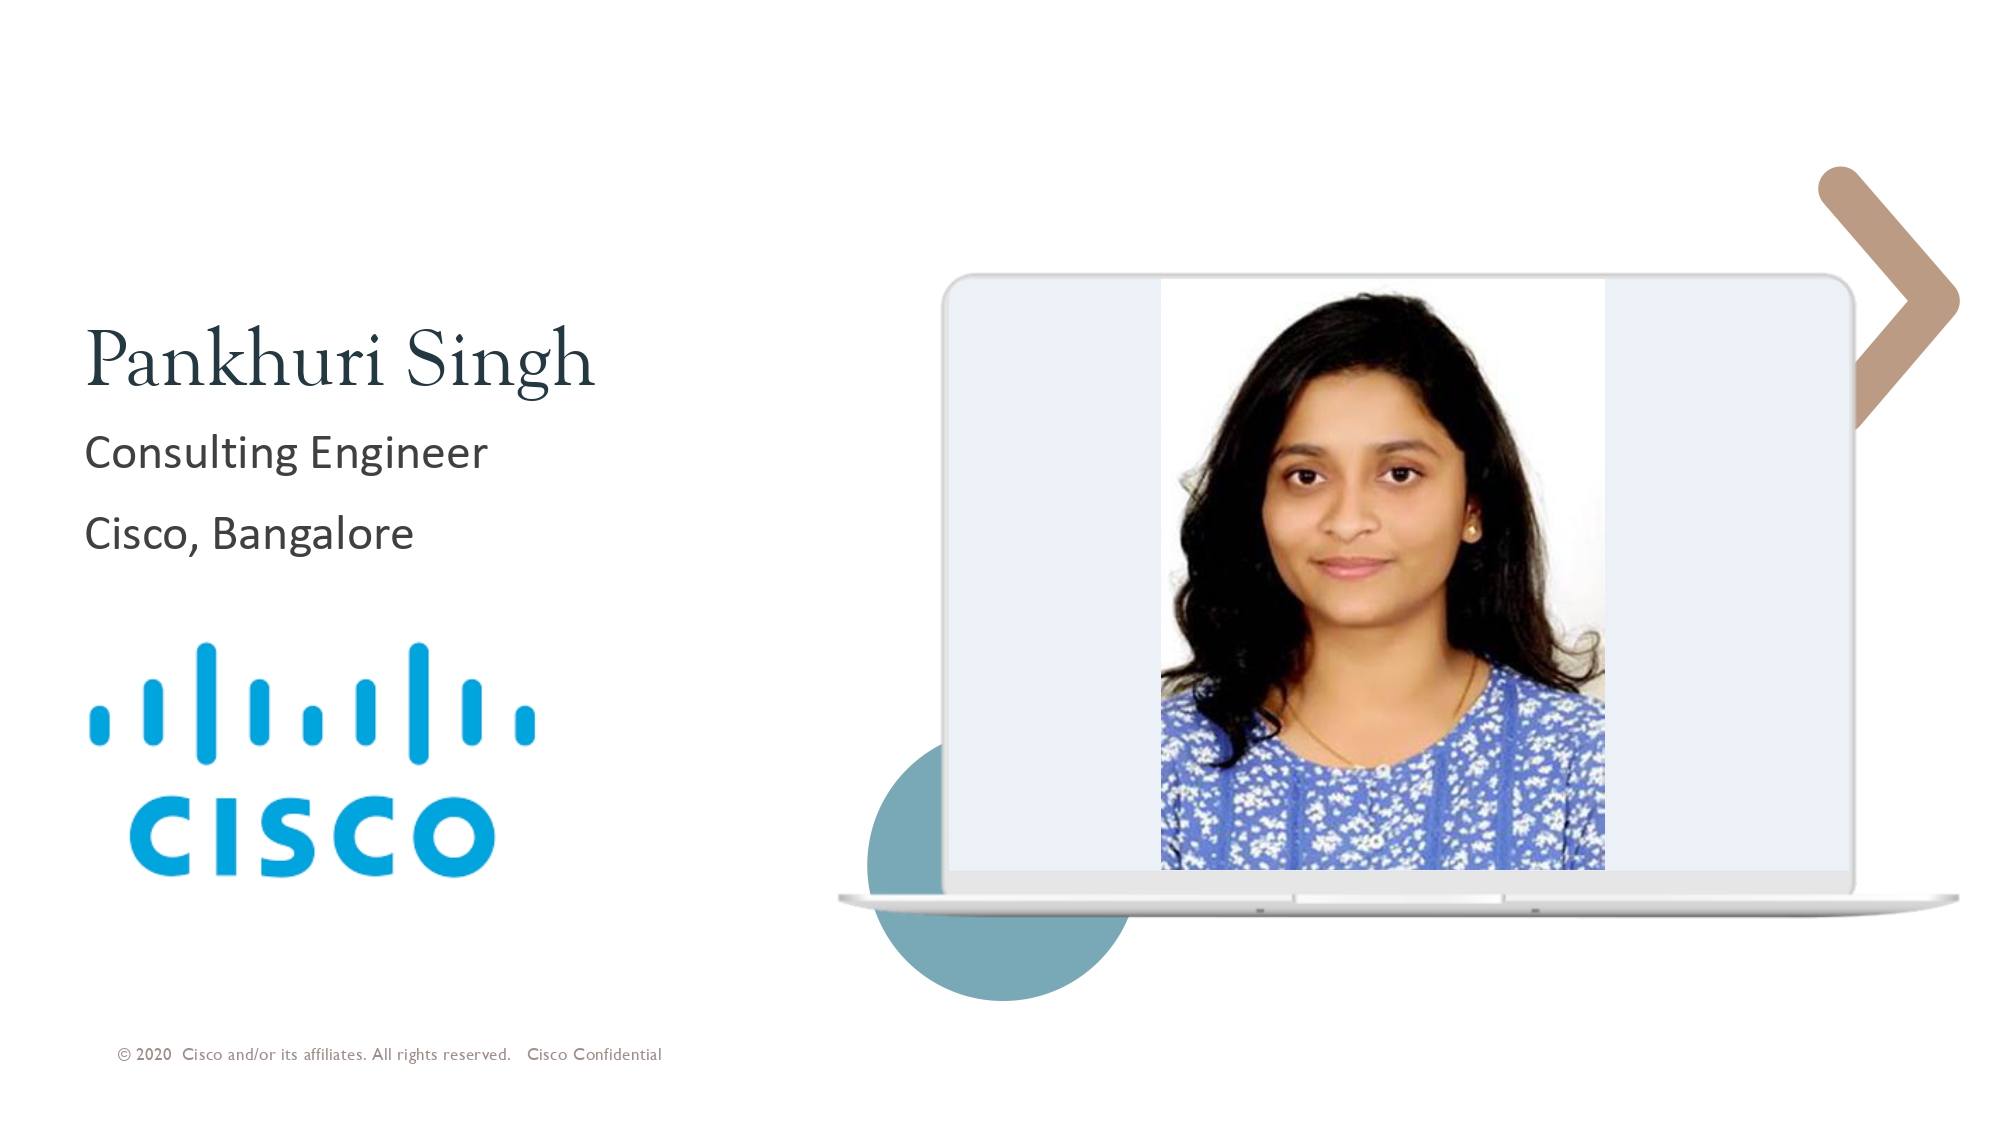 Pankhuri Singh
Consulting Engineer
Cisco, Bangalore
CISCO
© 2020 Cisco and/or its affiliates. All rights reserved. Cisco Confidential